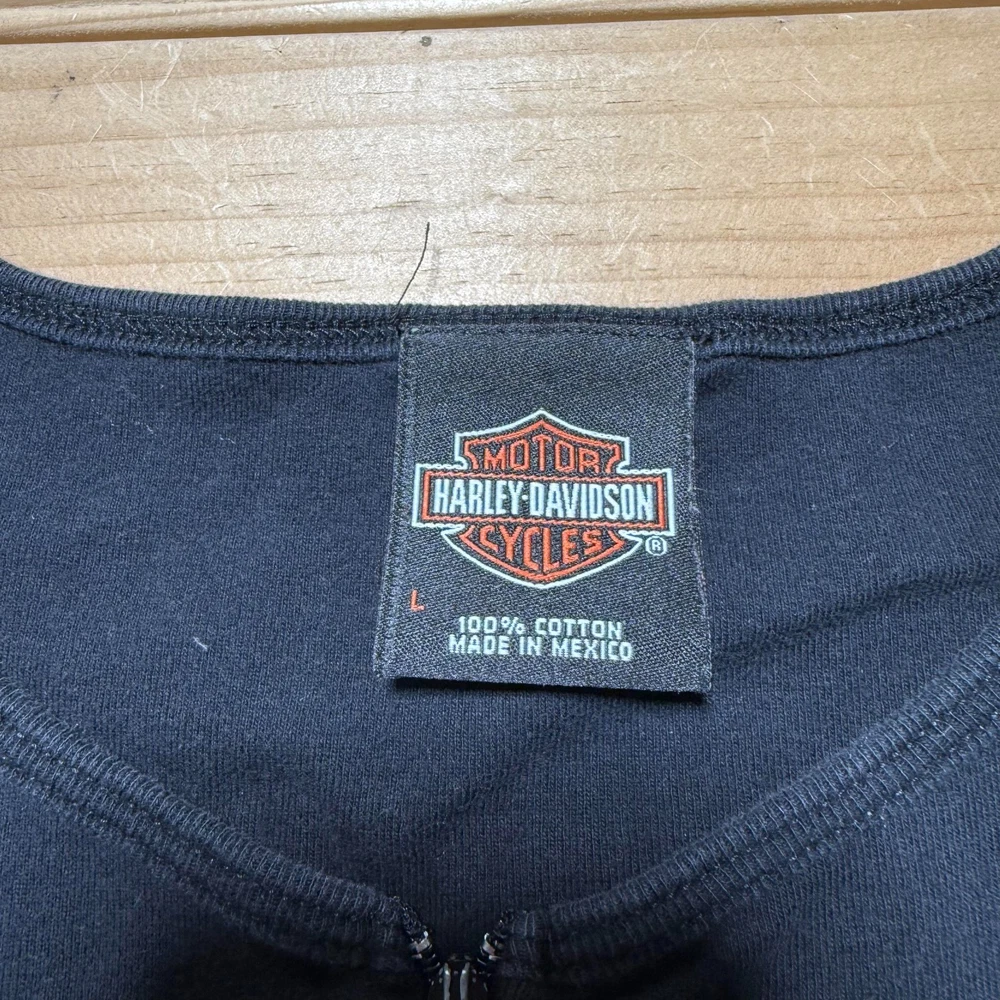 MOTOR
HARLEY-DAVIDSON
CYCLES
®
L
100% COTTON
MADE IN MEXICO